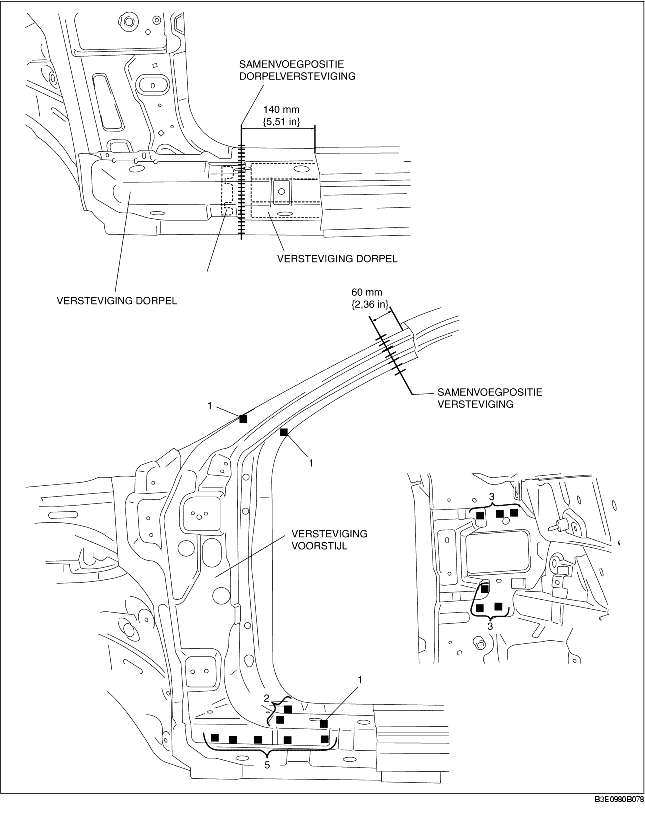 SAMENVOEGPOSITIE
DORPELVERSTEVIGING
140 mm
{5,51 in}
VERSTEVIGING DORPEL
VERSTEVIGING DORPEL
60 mm
{2,36 in}
SAMENVOEGPOSITIE
VERSTEVIGING
1
1
3
VERSTEVIGING
VOORSTIJL
3
1
2
5
B3E0980B078